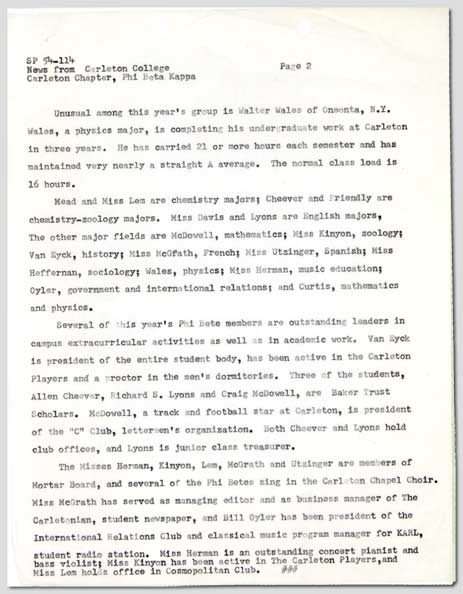 SP 54-114
News from Carleton College Page 2
Carleton Chapter, Phi Beta Kappa
Unusual among this year's group is Walter Wales of Oneonta, N.Y.
Wales, a physics major, is completing his undergraduate work at Carleton
in three years. He has carried 21 or more hours each semester and has
maintained very nearly a straight A average. The normal class load is
16 hours.
Mead and Miss Lem are chemistry majors; Cheever and Friendly are
chemistry-zoology majors. Miss Davis and Lyons are English majors,
The other major fields are McDowell, mathematics; Miss Kinyon, zoology;
Van Eyck, history; Miss McGfath, French; Miss Utzinger, Spanish; Miss
Heffernan, sociology; Wales, physics; Miss Herman, music education;
Oyler, government and international relations; and Curtis, mathematics
and physics.
Several of this year's Phi Bete members are outstanding leaders in
campus extracurricular activities as well as in academic work. Van Eyck
is president of the entire student body, has been active in the Carleton
Players and a proctor in the men's dormitories. Three of the students,
Allen Cheever, Richard S. Lyons and Craig McDowell, are Baker Trust
Scholars. McDowell, a track and football star at Carleton, is president
of the "C" Club, lettermen's organization. Both Cheever and Lyons hold
club offices, and Lyons is junior class treasurer.
The Misses Herman, Kinyon, Lem, McGrath and Utzinger are members of
Mortar Board, and several of the Phi Betes sing in the Carleton Chapel Choir.
Miss McGrath has served as managing editor and as business manager of The
Carletonian, student newspaper, and Bill Oyler has been president of the
International Relations Club and classical music program manager for KARL,
student radio station. Miss Herman is an outstanding concert pianist and
bass violist; Miss Kinyon has been active in The Carleton Players,and
Miss Lem holds office in Cosmopolitan Club. ###